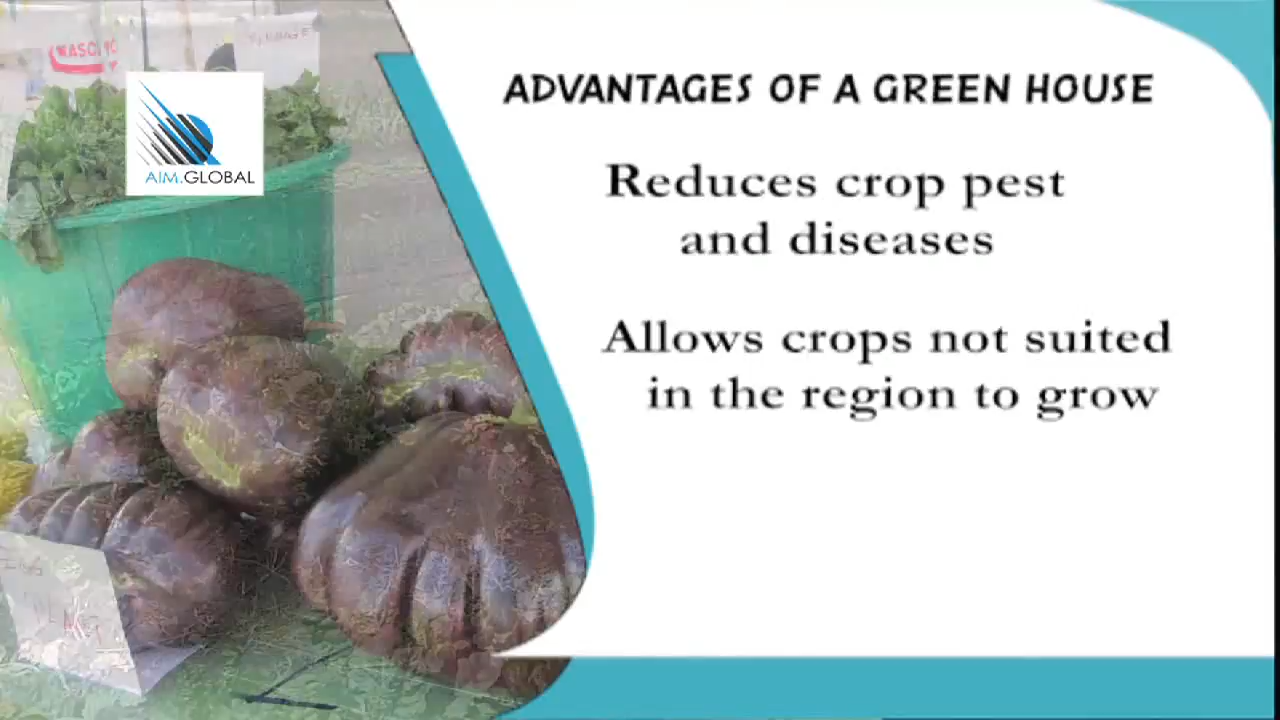 ADVANTAGES OF A GREEN HOUSE
Reduces crop pest
and diseases
Allows crops not suited
in the region to grow
AIM.GLOBAL